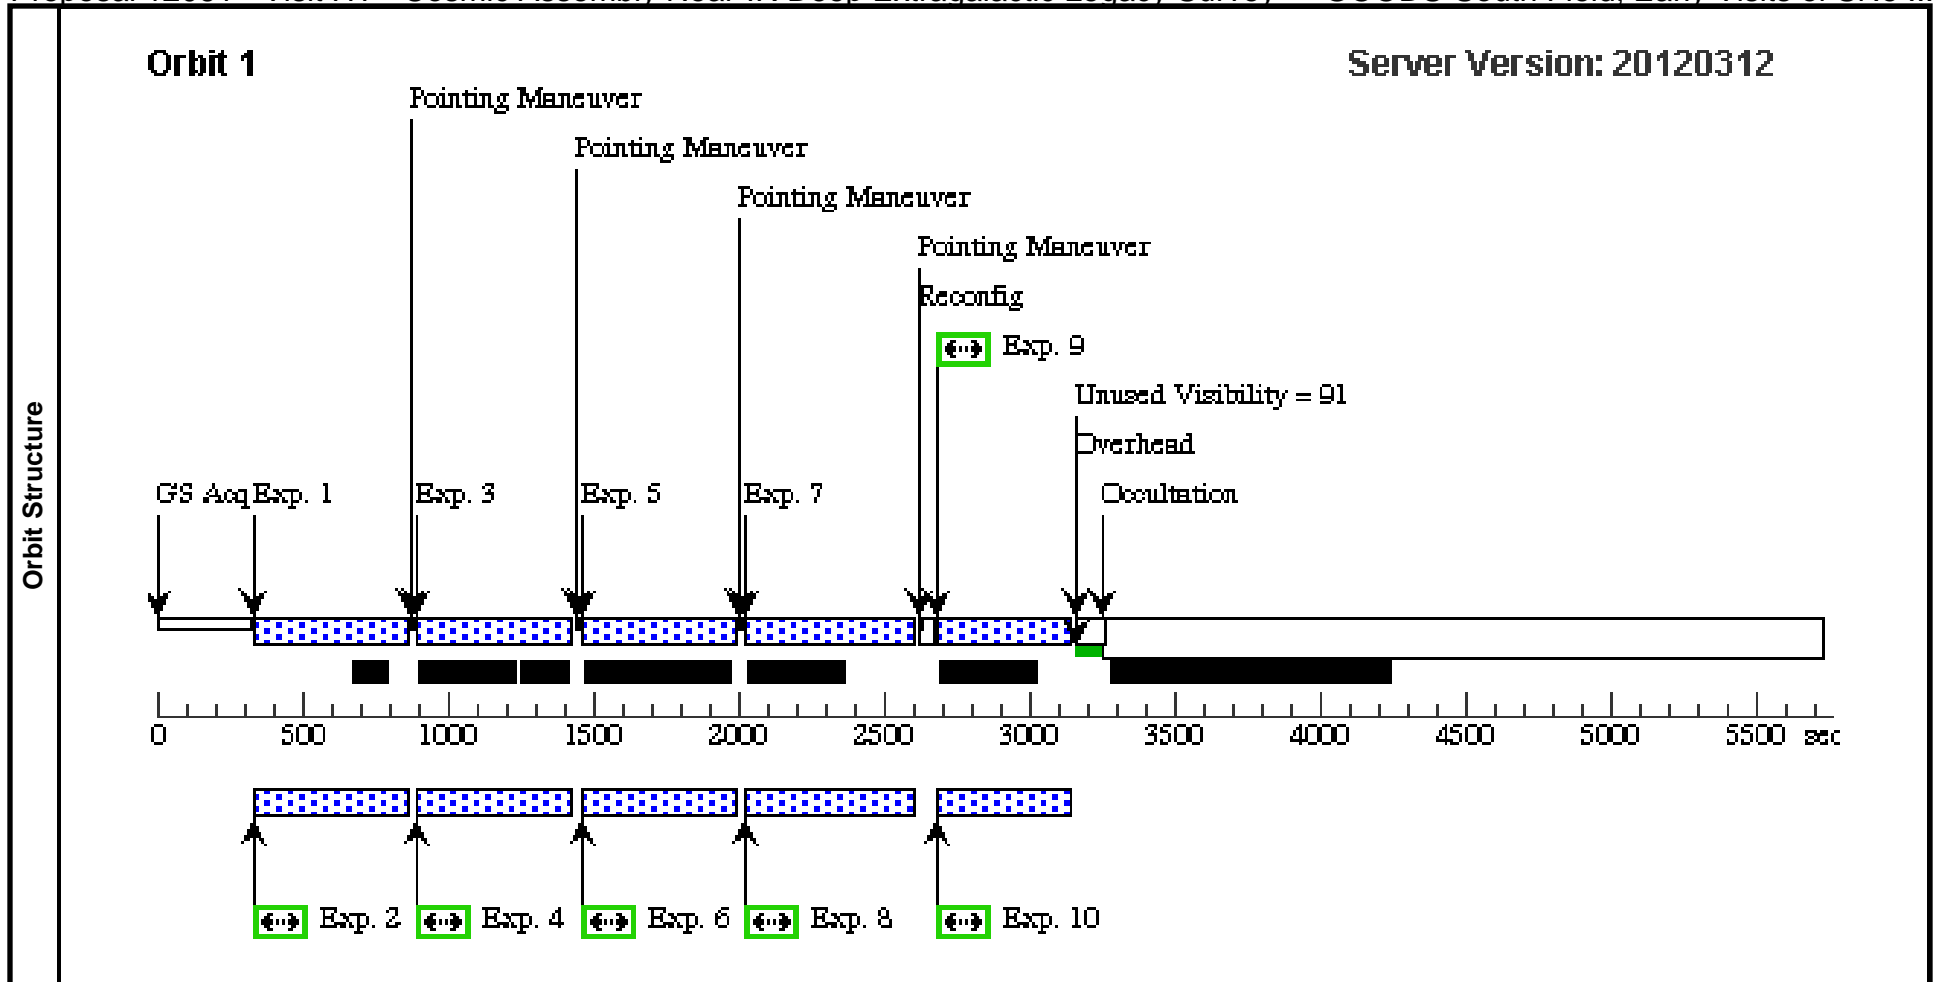 Orbit 1
Server Version: 20120312
Pointing Maneuver
Pointing Maneuver
Pointing Maneuver
Pointing Maneuver
Reconfig
Exp. 9
Unused Visibility = 91
Overhead
Orbit Structure
GS Acq Exp. 1 Exp. 3 Exp. 5 Exp. 7 Occultation
0 500 1000 1500 2000 2500 3000 3500 4000 4500 5000 5500 sec
Exp. 2 Exp. 4 Exp. 6 Exp. 8 Exp. 10